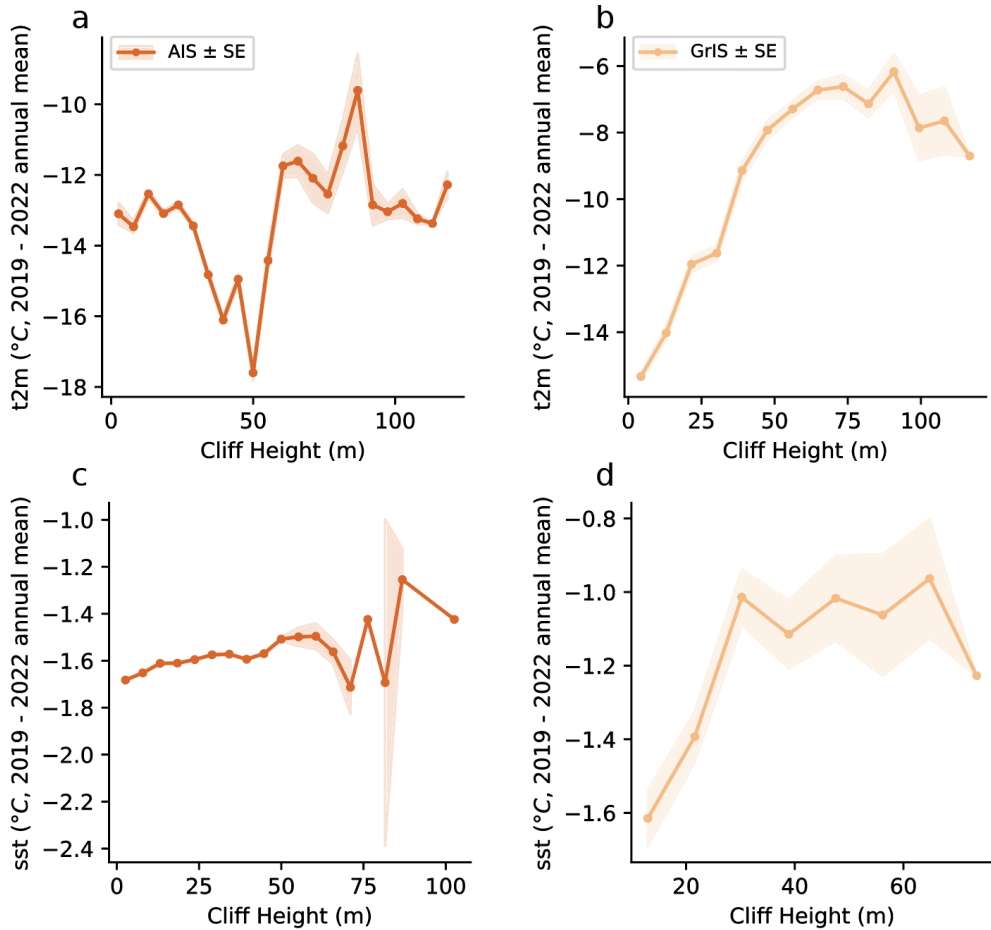 a
AIS ± SE
t2m (°C, 2019 - 2022 annual mean)
−10
−12
−14
−16
−18
0
50
100
Cliff Height (m)
b
GrIS ± SE
t2m (°C, 2019 - 2022 annual mean)
−6
−8
−10
−12
−14
0
25
50
75
100
Cliff Height (m)
c
sst (°C, 2019 - 2022 annual mean)
−1.0
−1.2
−1.4
−1.6
−1.8
−2.0
−2.2
−2.4
0
25
50
75
100
Cliff Height (m)
d
sst (°C, 2019 - 2022 annual mean)
−0.8
−1.0
−1.2
−1.4
−1.6
20
40
60
Cliff Height (m)